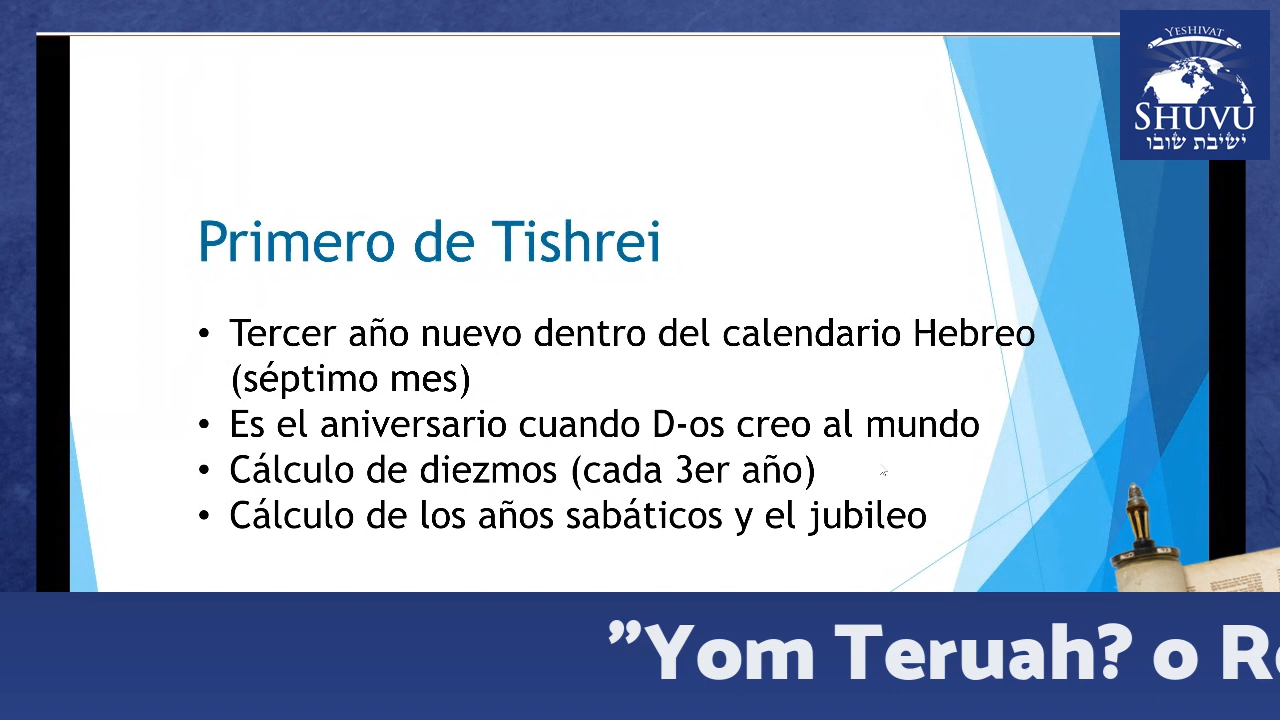 YESHIVAT
SHUVU
ישיבת שובו
Primero de Tishrei
• Tercer año nuevo dentro del calendario Hebreo
(séptimo mes)
• Es el aniversario cuando D-os creo al mundo
• Cálculo de diezmos (cada 3er año)
• Cálculo de los años sabáticos y el jubileo
”Yom Teruah? o